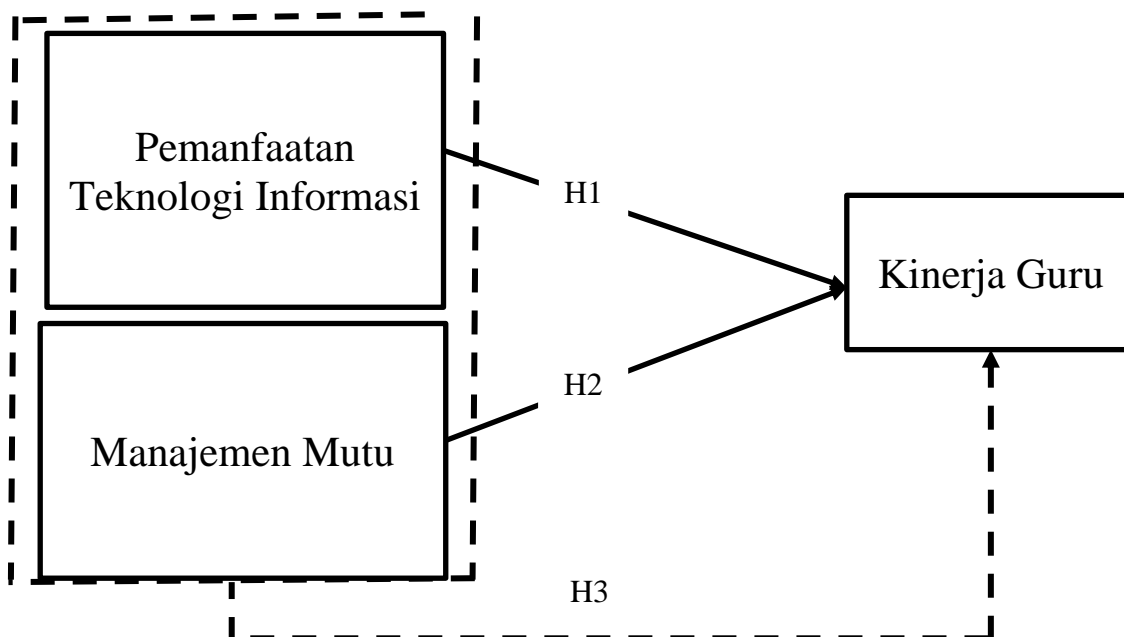 Pemanfaatan
Teknologi Informasi
H1
Kinerja Guru
H2
Manajemen Mutu
H3